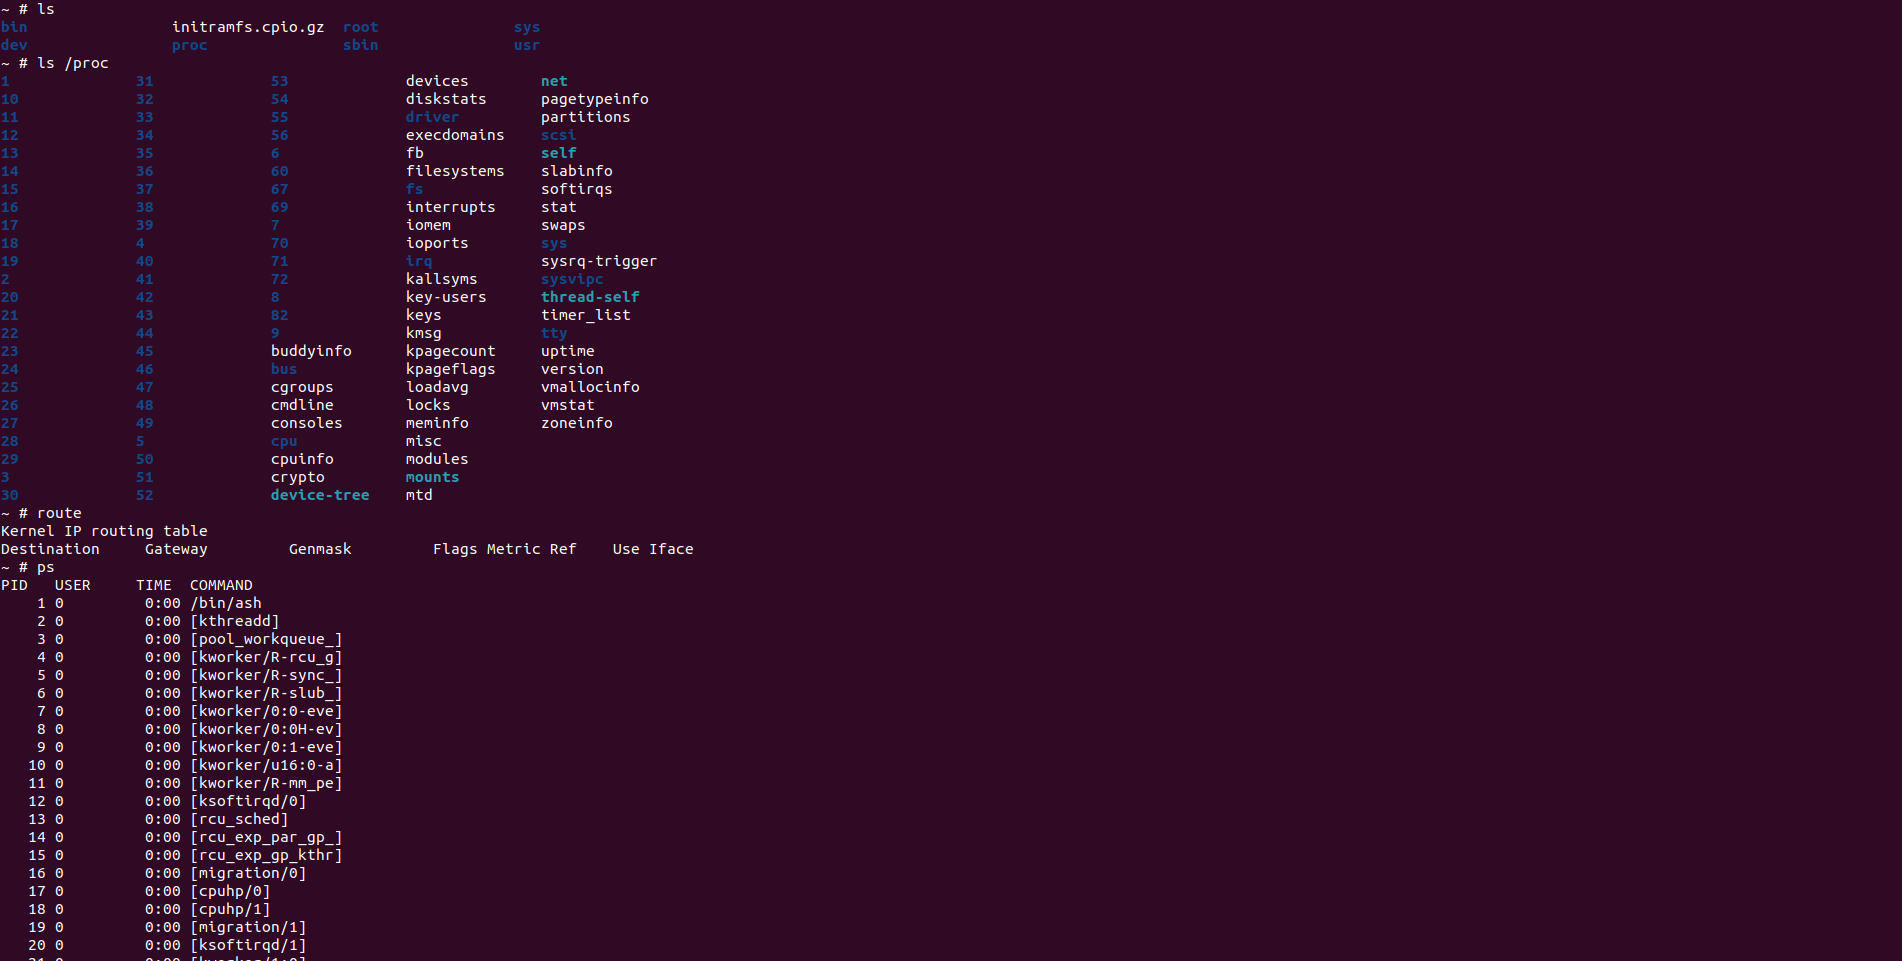 ~ # ls
bin                initramfs.cpio.gz  root               sys
dev                proc               sbin               usr
~ # ls /proc
1              31             53             devices        net
10             32             54             diskstats      pagetypeinfo
11             33             55             driver         partitions
12             34             56             execdomains    scsi
13             35             6              fb             self
14             36             60             filesystems    slabinfo
15             37             67             fs             softirqs
16             38             69             interrupts     stat
17             39             7              iomem          swaps
18             4              70             ioports        sys
19             40             71             irq            sysrq-trigger
2              41             72             kallsyms       sysvipc
20             42             8              key-users      thread-self
21             43             82             keys           timer_list
22             44             9              kmsg           tty
23             45             buddyinfo      kpagecount     uptime
24             46             bus            kpageflags     version
25             47             cgroups        loadavg        vmallocinfo
26             48             cmdline        locks          vmstat
27             49             consoles       meminfo        zoneinfo
28             5              cpu            misc
29             50             cpuinfo        modules
3              51             crypto         mounts
30             52             device-tree    mtd
~ # route
Kernel IP routing table
Destination     Gateway         Genmask         Flags Metric Ref    Use Iface
~ # ps
PID   USER     TIME  COMMAND
    1 0         0:00 /bin/ash
    2 0         0:00 [kthreadd]
    3 0         0:00 [pool_workqueue_]
    4 0         0:00 [kworker/R-rcu_g]
    5 0         0:00 [kworker/R-sync_]
    6 0         0:00 [kworker/R-slub_]
    7 0         0:00 [kworker/0:0-eve]
    8 0         0:00 [kworker/0:0H-ev]
    9 0         0:00 [kworker/0:1-eve]
   10 0         0:00 [kworker/u16:0-a]
   11 0         0:00 [kworker/R-mm_pe]
   12 0         0:00 [ksoftirqd/0]
   13 0         0:00 [rcu_sched]
   14 0         0:00 [rcu_exp_par_gp_]
   15 0         0:00 [rcu_exp_gp_kthr]
   16 0         0:00 [migration/0]
   17 0         0:00 [cpuhp/0]
   18 0         0:00 [cpuhp/1]
   19 0         0:00 [migration/1]
   20 0         0:00 [ksoftirqd/1]